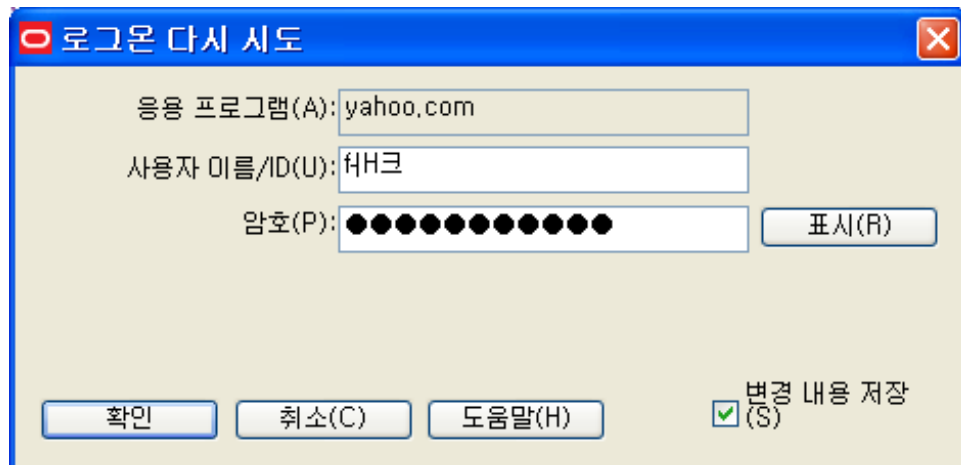 로그온 다시 시도
응용 프로그램(A): yahoo.com
사용자 이름/ID(U):
암호(P): ●●●●●●●●●●● 표시(R)
변경 내용 저장
확인 취소(C) 도움말(H) (S)